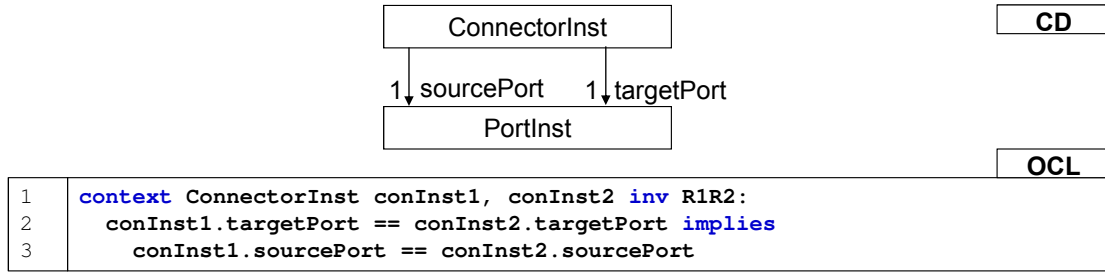 ConnectorInst
CD
1 sourcePort 1 targetPort
PortInst
OCL
1 context ConnectorInst conInst1, conInst2 inv R1R2:
2 conInst1.targetPort == conInst2.targetPort implies
3 conInst1.sourcePort == conInst2.sourcePort